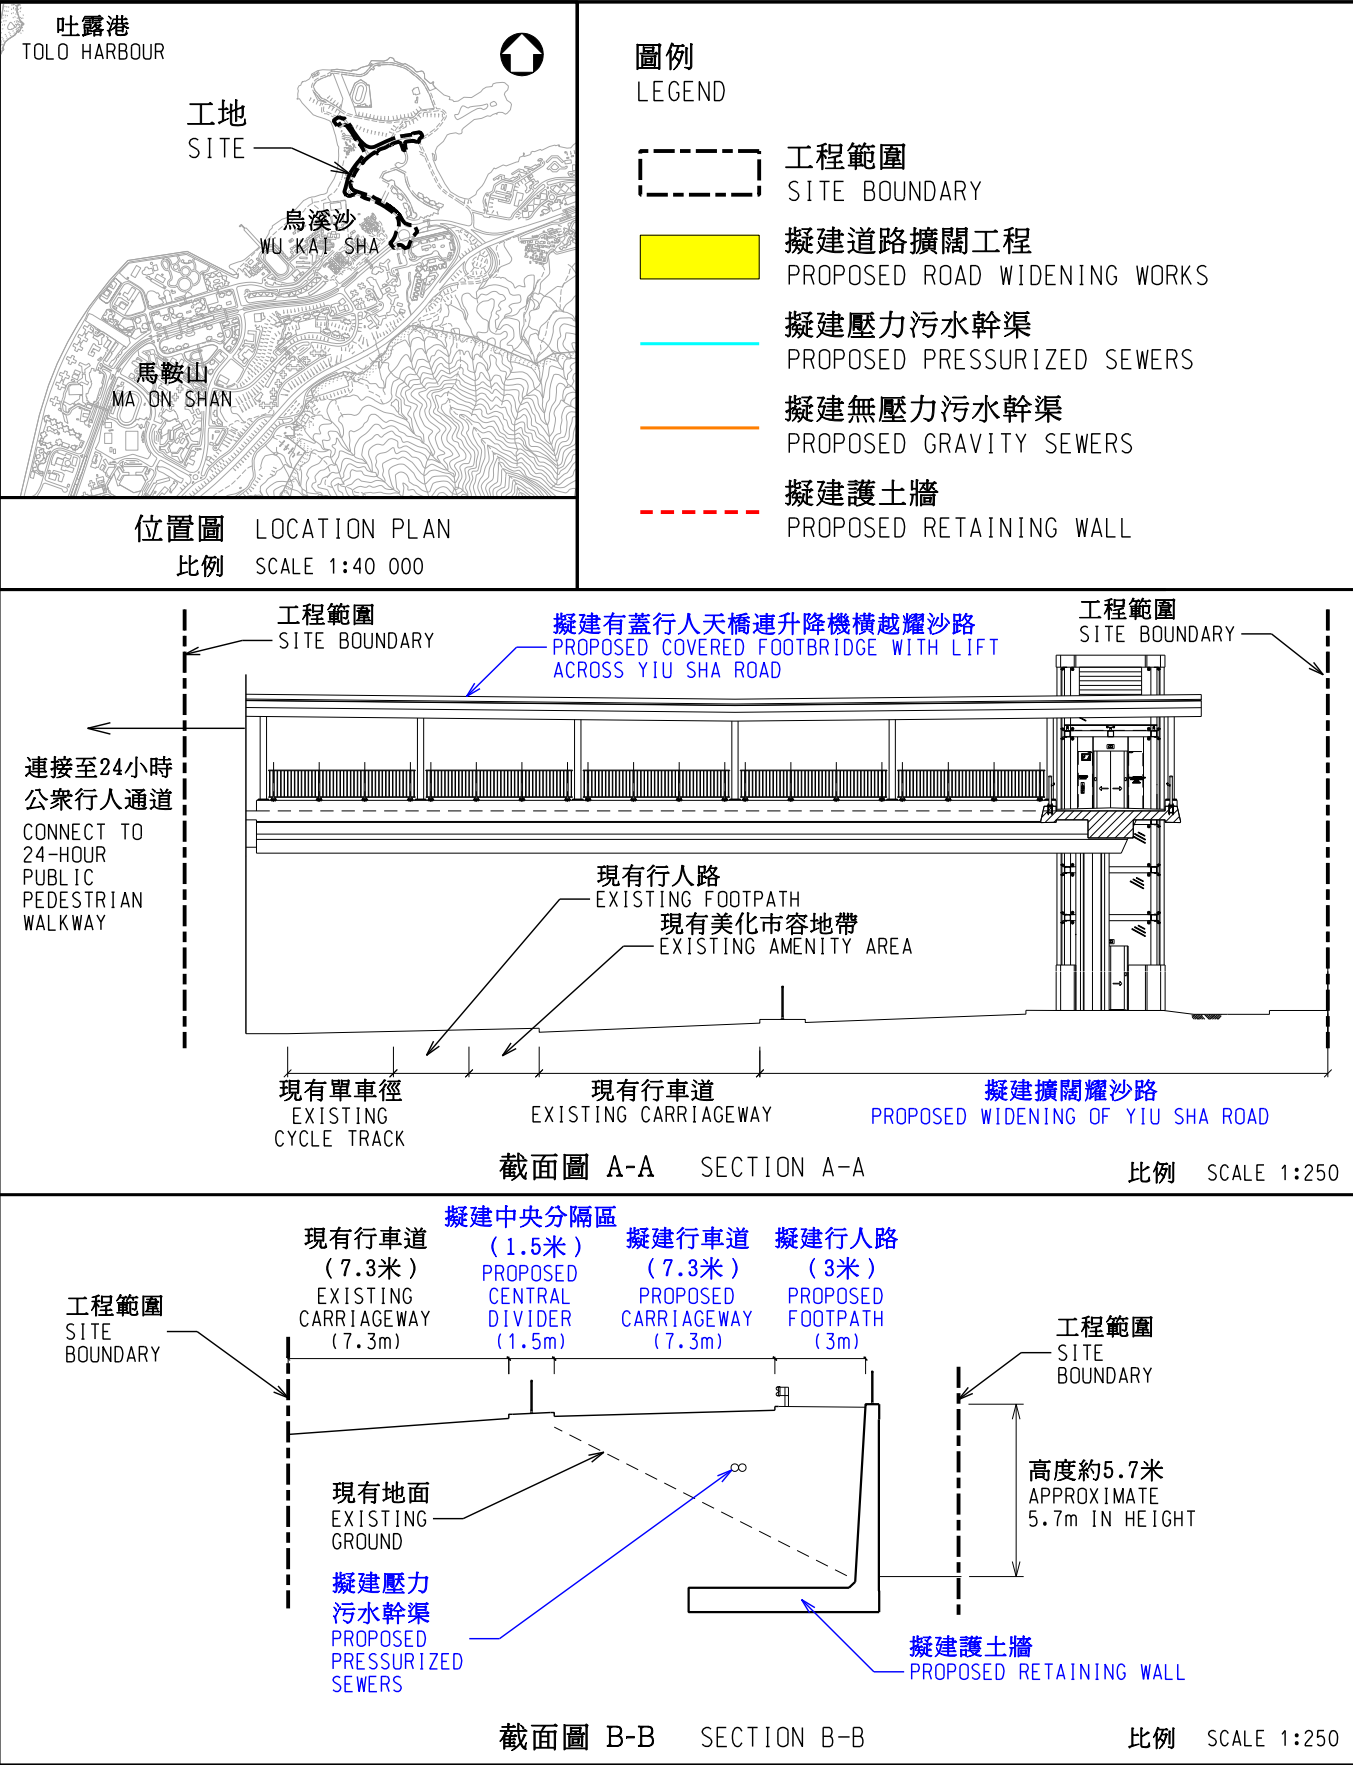 吐露港
TOLO HARBOUR
工地
SITE
烏溪沙
WU KAI SHA
馬鞍山
MA ON SHAN
位置圖 LOCATION PLAN
比例 SCALE 1:40 000
圖例
LEGEND
工程範圍
SITE BOUNDARY
擬建道路擴闊工程
PROPOSED ROAD WIDENING WORKS
擬建壓力污水幹渠
PROPOSED PRESSURIZED SEWERS
擬建無壓力污水幹渠
PROPOSED GRAVITY SEWERS
擬建護土牆
PROPOSED RETAINING WALL
工程範圍
SITE BOUNDARY
擬建有蓋行人天橋連升降機橫越耀沙路
PROPOSED COVERED FOOTBRIDGE WITH LIFT
ACROSS YIU SHA ROAD
工程範圍
SITE BOUNDARY
連接至24小時
公衆行人通道
CONNECT TO
24-HOUR
PUBLIC
PEDESTRIAN
WALKWAY
現有行人路
EXISTING FOOTPATH
現有美化市容地帶
EXISTING AMENITY AREA
現有單車徑
EXISTING
CYCLE TRACK
現有行車道
EXISTING CARRIAGEWAY
擬建擴闊耀沙路
PROPOSED WIDENING OF YIU SHA ROAD
截面圖 A-A SECTION A-A
比例 SCALE 1:250
工程範圍
SITE
BOUNDARY
現有行車道
(7.3米)
EXISTING
CARRIAGEWAY
(7.3m)
擬建中央分隔區
(1.5米)
PROPOSED
CENTRAL
DIVIDER
(1.5m)
擬建行車道
(7.3米)
PROPOSED
CARRIAGEWAY
(7.3m)
擬建行人路
(3米)
PROPOSED
FOOTPATH
(3m)
工程範圍
SITE
BOUNDARY
高度約5.7米
APPROXIMATE
5.7m IN HEIGHT
現有地面
EXISTING
GROUND
擬建壓力
污水幹渠
PROPOSED
PRESSURIZED
SEWERS
擬建護土牆
PROPOSED RETAINING WALL
截面圖 B-B SECTION B-B
比例 SCALE 1:250